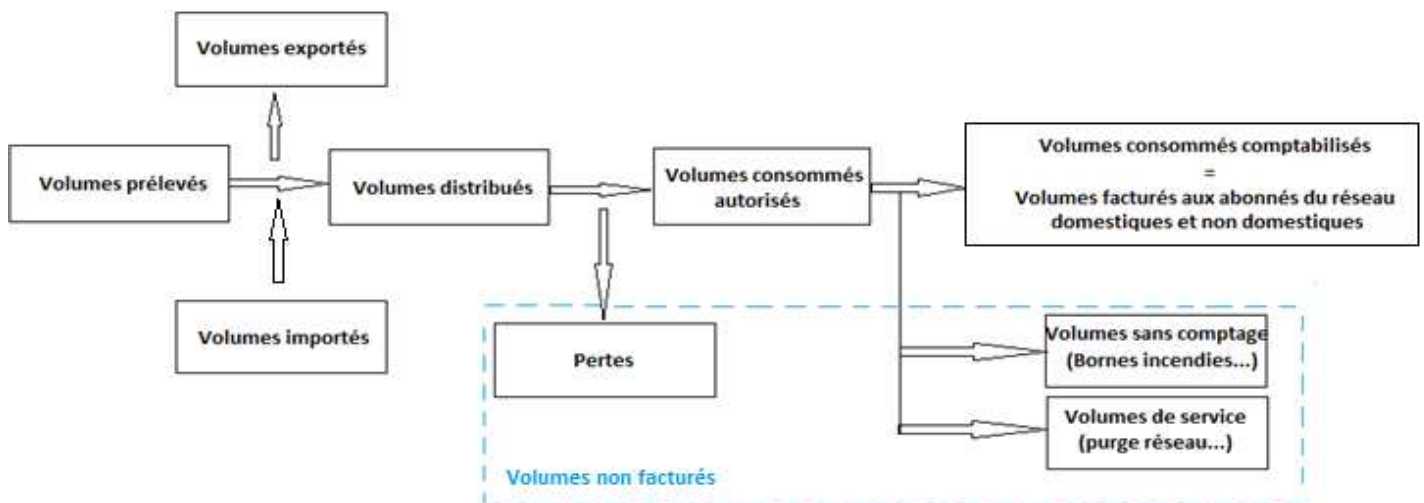 Volumes exportés
Volumes prélevés
Volumes distribués
Volumes consommés
autorisés
Volumes consommés comptabilisés
=
Volumes facturés aux abonnés du réseau
domestiques et non domestiques
Volumes importés
Pertes
Volumes sans comptage
(Bornes incendies...)
Volumes de service
(purge réseau...)
Volumes non facturés